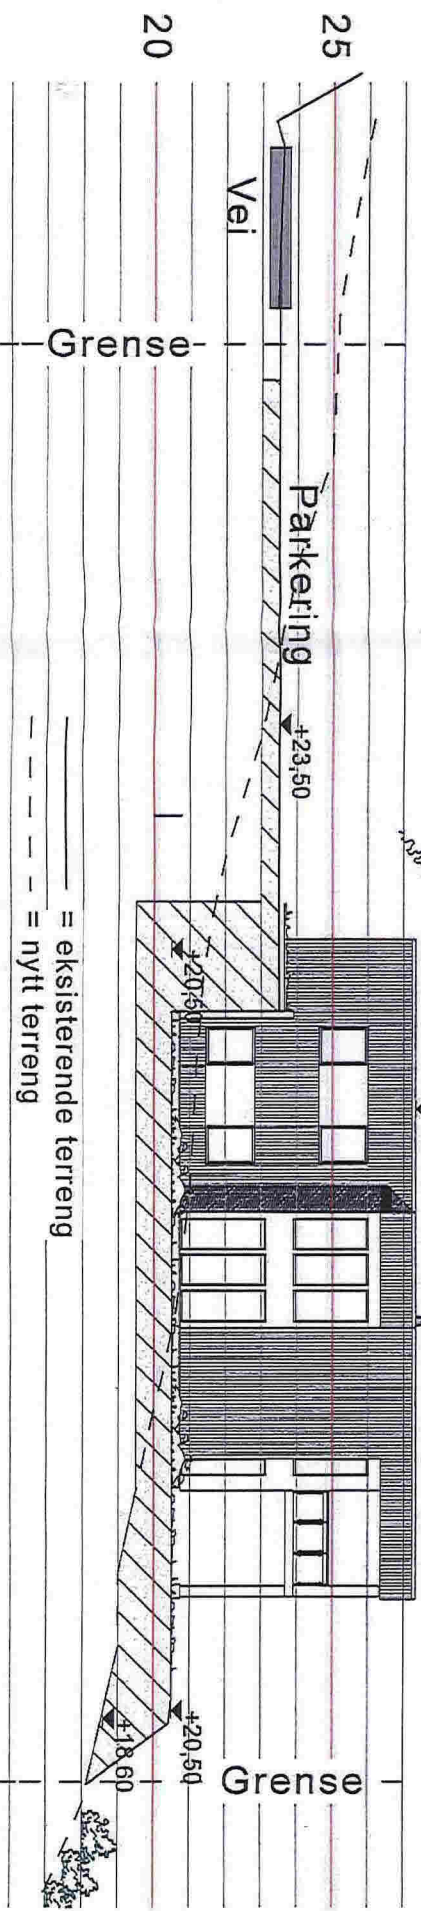 25
20
Vei
Grense
Parkering
+23,50
+20,50
+20,50
+18,60
Grense
= eksisterende terreng
= nytt terreng